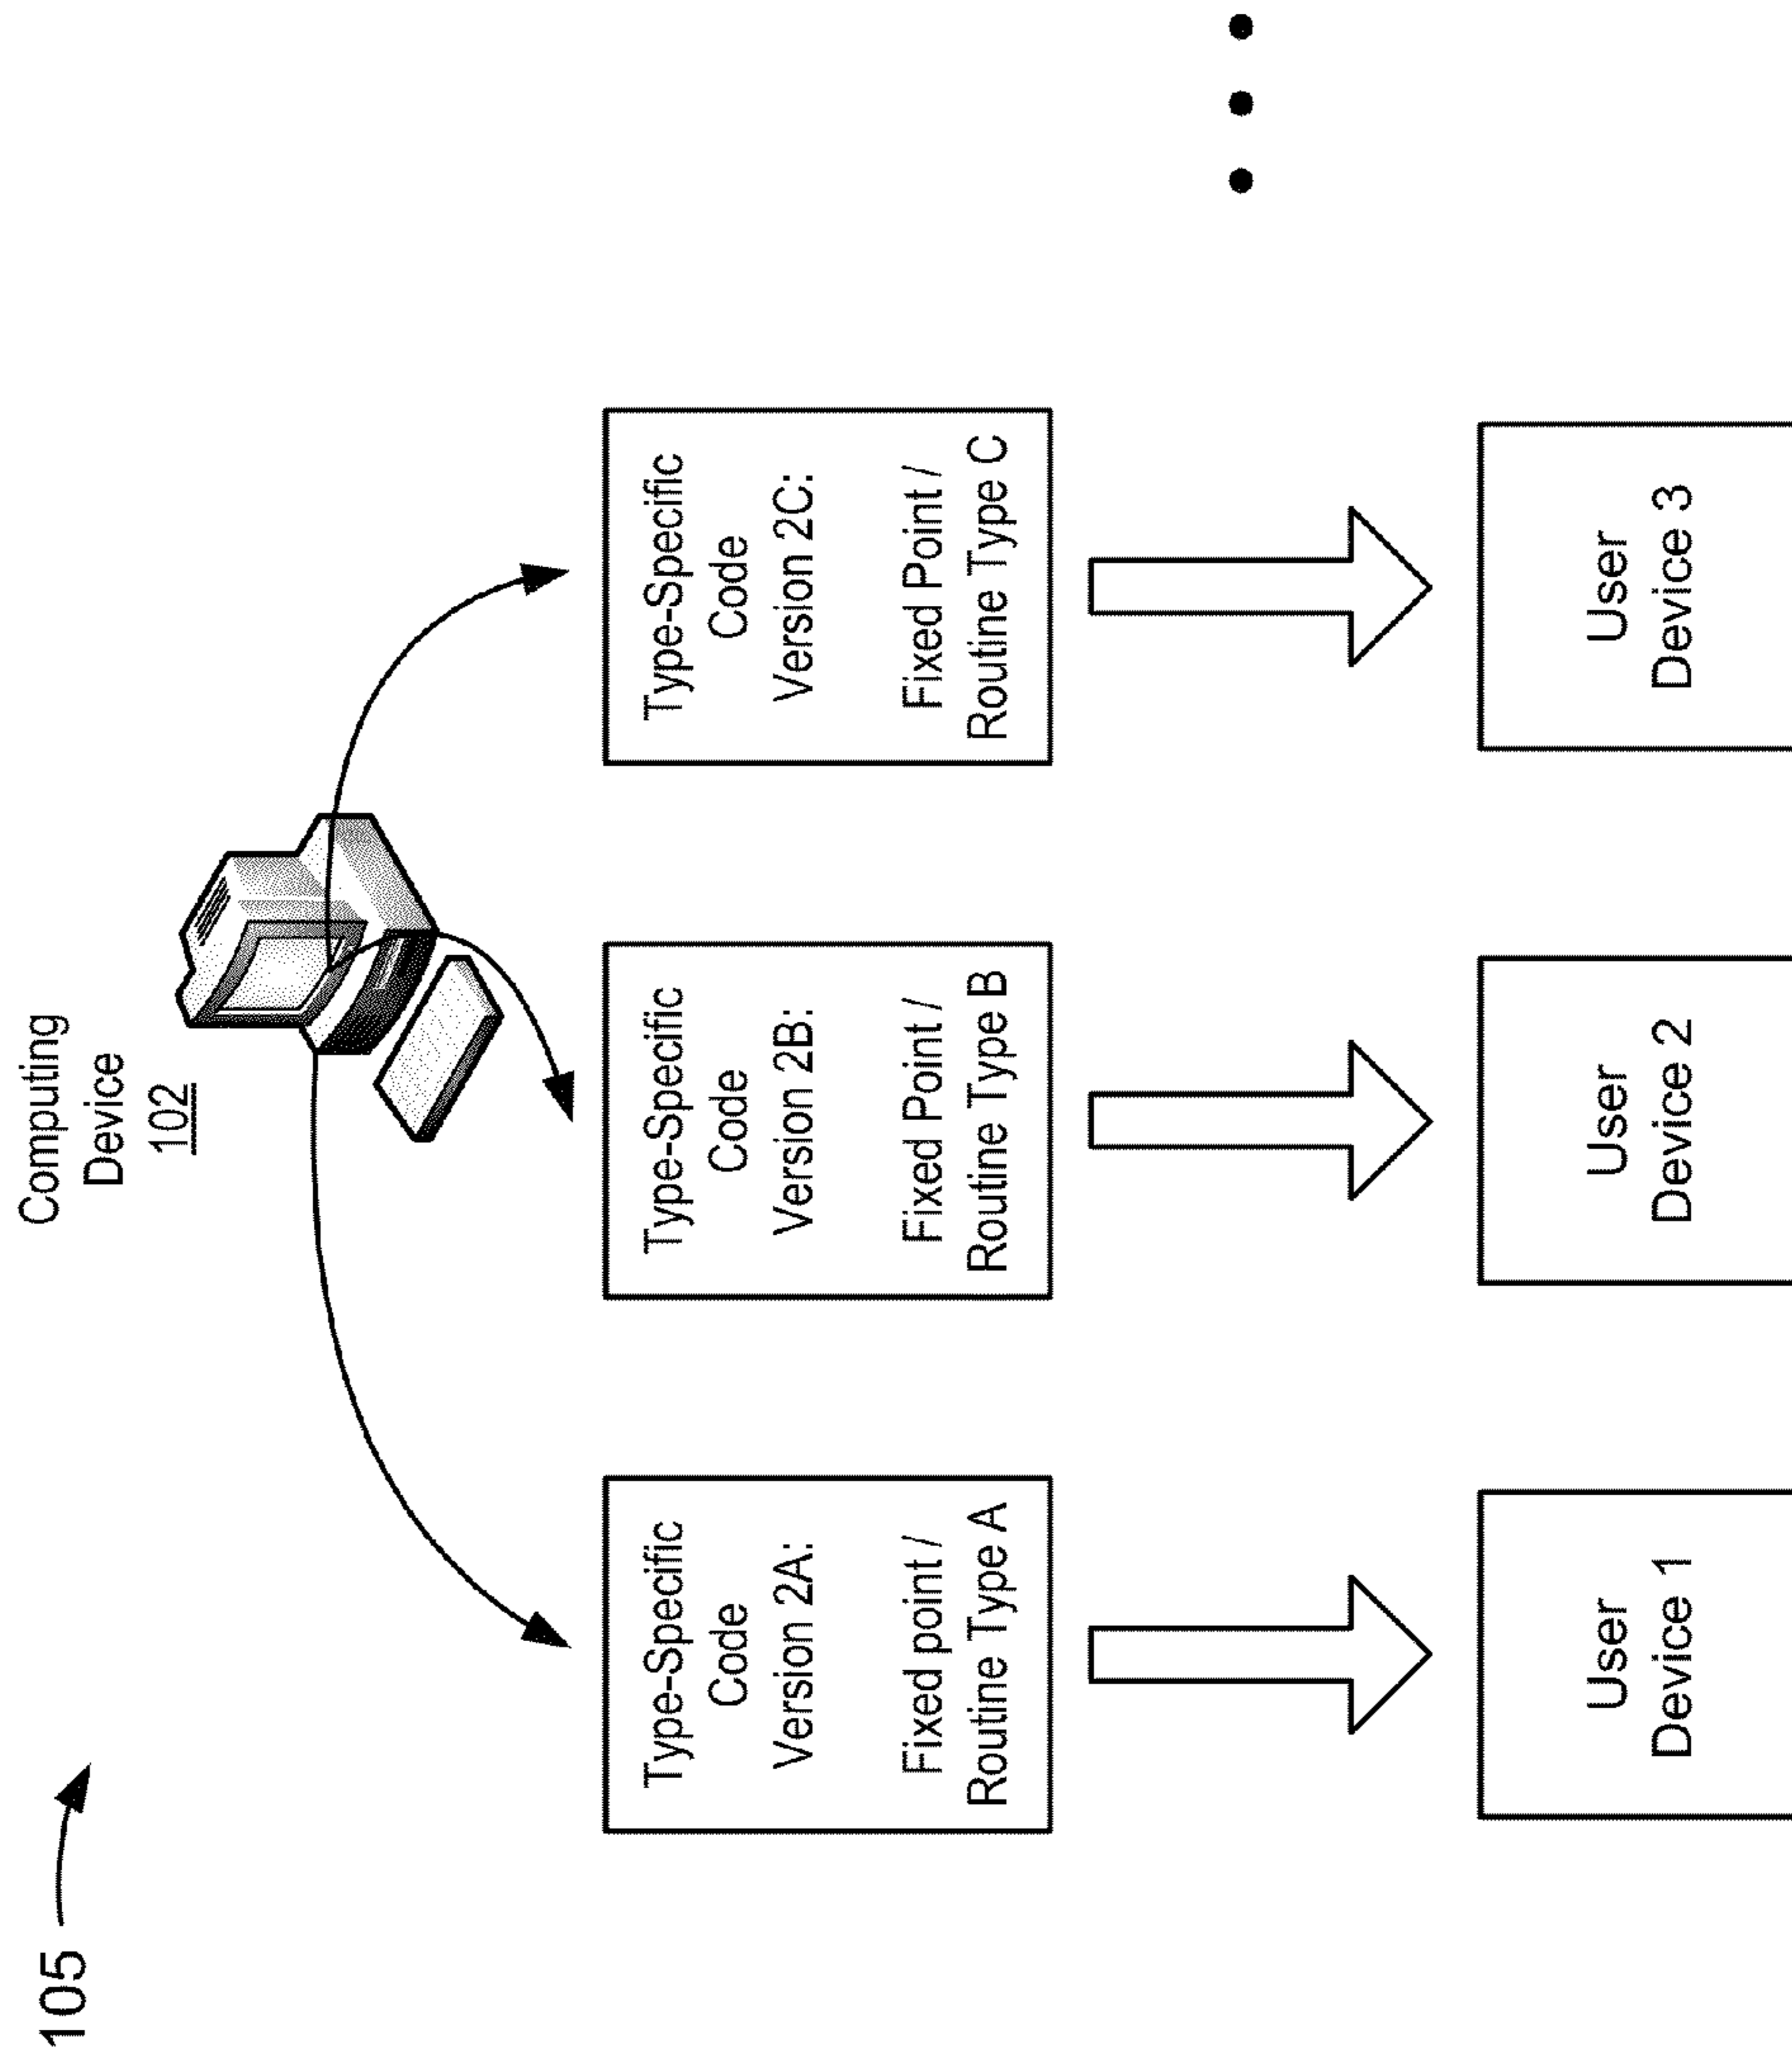 105
Computing
Device
102
Type-Specific
Code
Version 2A:
Fixed point /
Routine Type A
Type-Specific
Code
Version 2B:
Fixed Point /
Routine Type B
Type-Specific
Code
Version 2C:
Fixed Point /
Routine Type C
User
Device 1
User
Device 2
User
Device 3